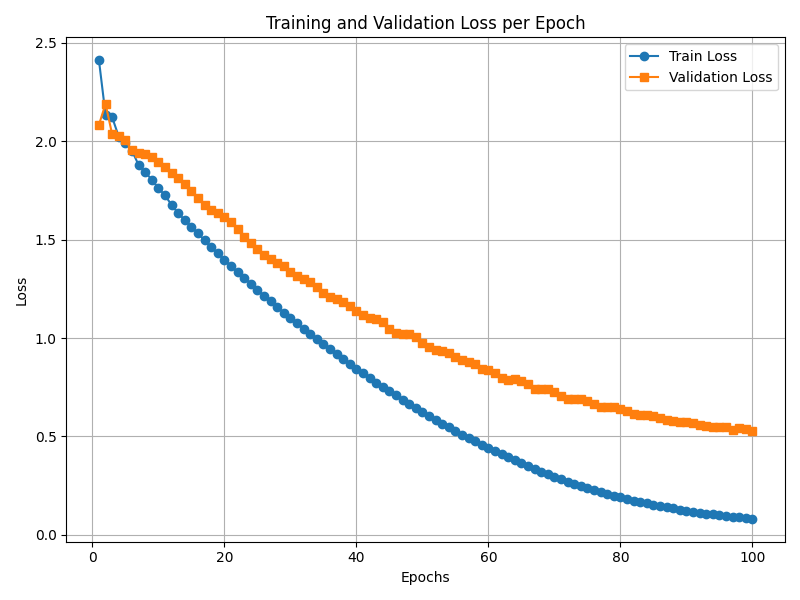 Training and Validation Loss per Epoch
Train Loss
Validation Loss
2.5
2.0
1.5
1.0
0.5
0.0
Loss
0 20 40 60 80 100
Epochs